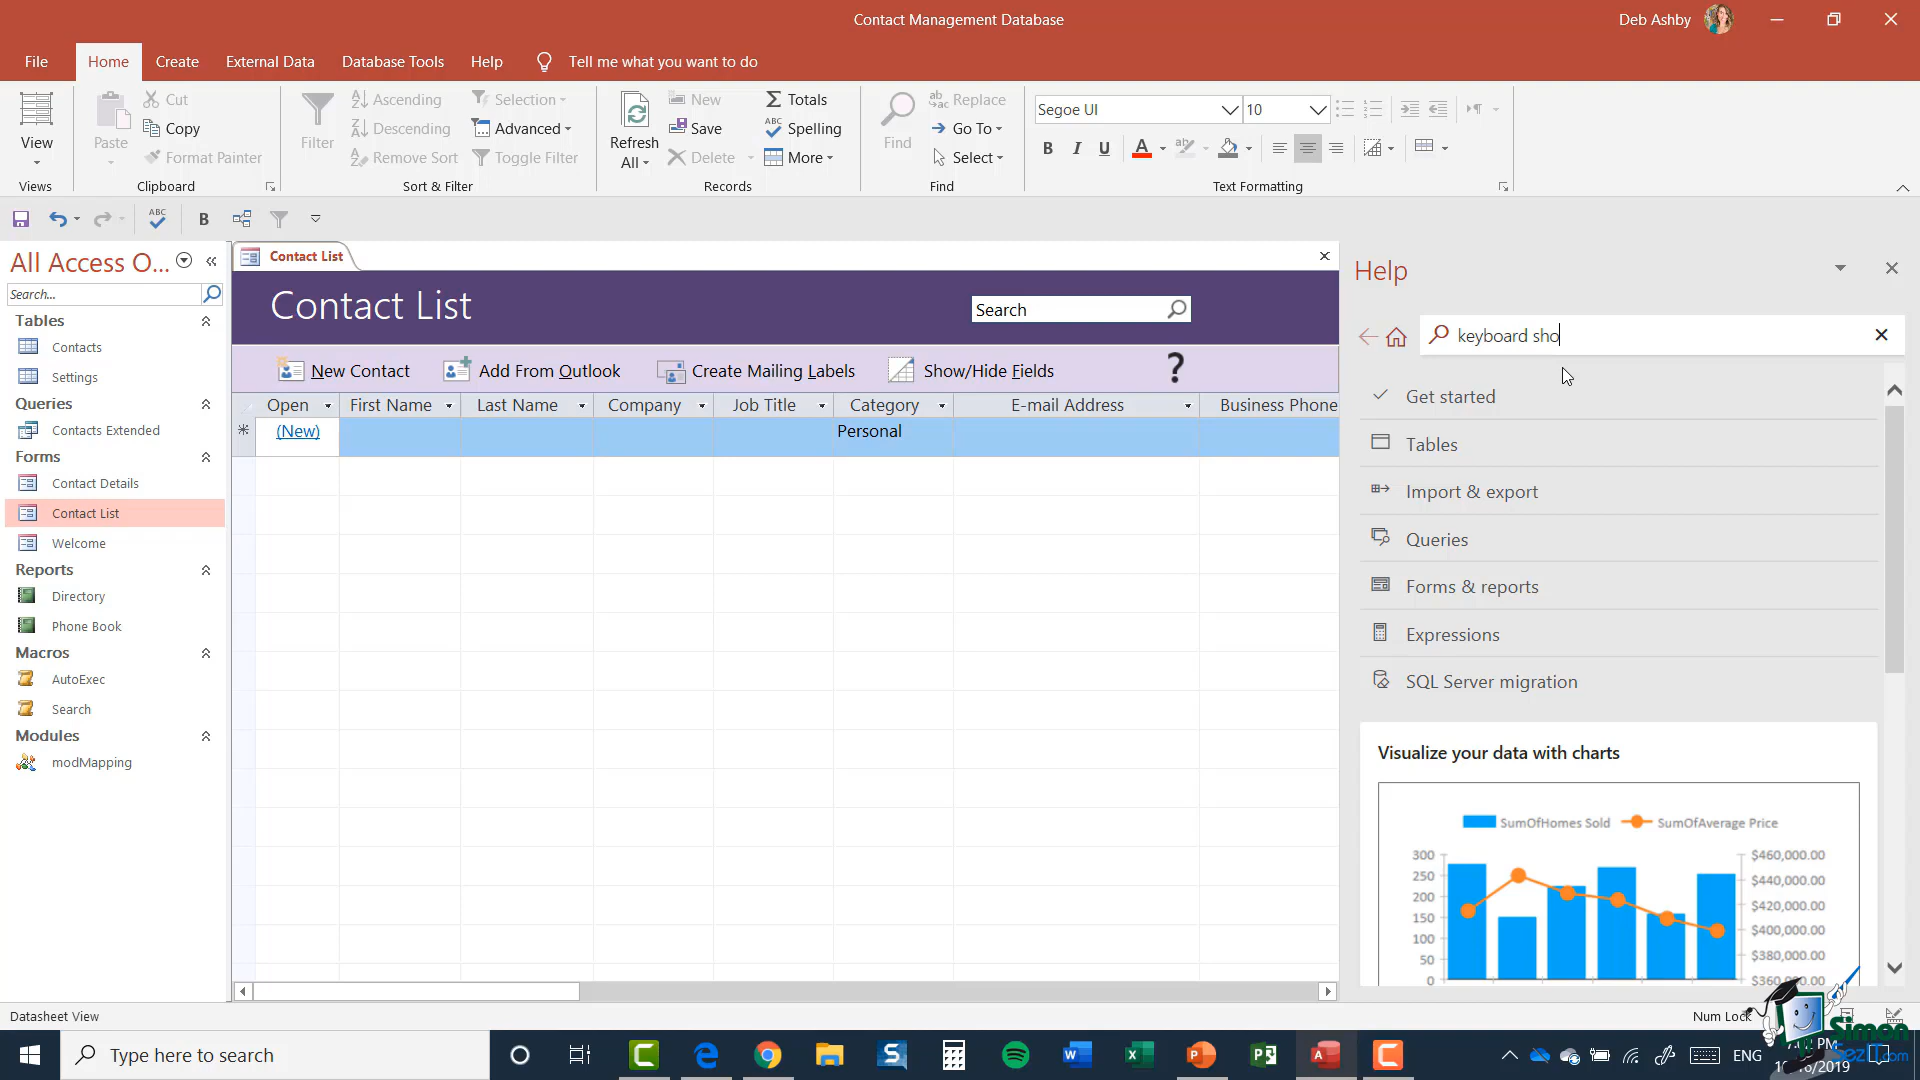 Contact Management Database
Deb Ashby
File Home Create External Data Database Tools Help Tell me what you want to do
View
Views
Paste
Cut
Copy
Format Painter
Clipboard
Filter
Ascending
Descending
Remove Sort
Selection
Advanced
Toggle Filter
Sort & Filter
Refresh
All
New
Save
Delete
Totals
Spelling
More
Records
Find
Replace
Go To
Select
Find
Segoe UI
10
B I U A
Text Formatting
ABC B
All Access O...
Search...
Tables
Contacts
Settings
Queries
Contacts Extended
Forms
Contact Details
Contact List
Welcome
Reports
Directory
Phone Book
Macros
AutoExec
Search
Modules
modMapping
Contact List
Contact List
Search
New Contact Add From Outlook Create Mailing Labels Show/Hide Fields ?
Open First Name Last Name Company Job Title Category E-mail Address Business Phone
(New) Personal
Help
keyboard sho
Get started
Tables
Import & export
Queries
Forms & reports
Expressions
SQL Server migration
Visualize your data with charts
SumOfHomes Sold SumOfAverage Price
300 $460,000.00
250 $440,000.00
200 $420,000.00
150 $400,000.00
100 $380,000.00
50
0
Datasheet View
Num Lock
Type here to search
ENG
Simon
SezIT.com